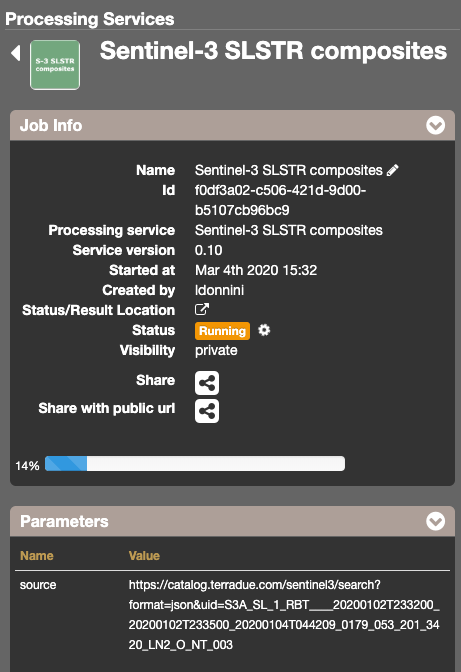 Processing Services
S-3 SLSTR
composites
Sentinel-3 SLSTR composites
Job Info
Name Sentinel-3 SLSTR composites
Id f0df3a02-c506-421d-9d00-
b5107cb96bc9
Processing service Sentinel-3 SLSTR composites
Service version 0.10
Started at Mar 4th 2020 15:32
Created by ldonnini
Status/Result Location
Status Running
Visibility private
Share
Share with public url
14%
Parameters
Name Value
source https://catalog.terradue.com/sentinel3/search?
format=json&uid=S3A_SL_1_RBT____20200102T233200_
20200102T233500_20200104T044209_0179_053_201_34
20_LN2_O_NT_003